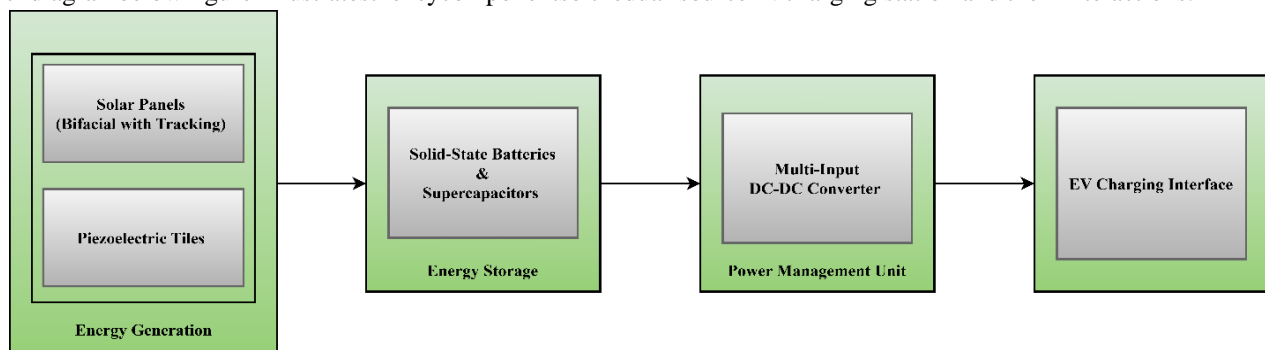 Solar Panels
(Bifacial with Tracking)
Piezoelectric Tiles
Energy Generation
Solid-State Batteries
&
Supercapacitors
Energy Storage
Multi-Input
DC-DC Converter
Power Management Unit
EV Charging Interface